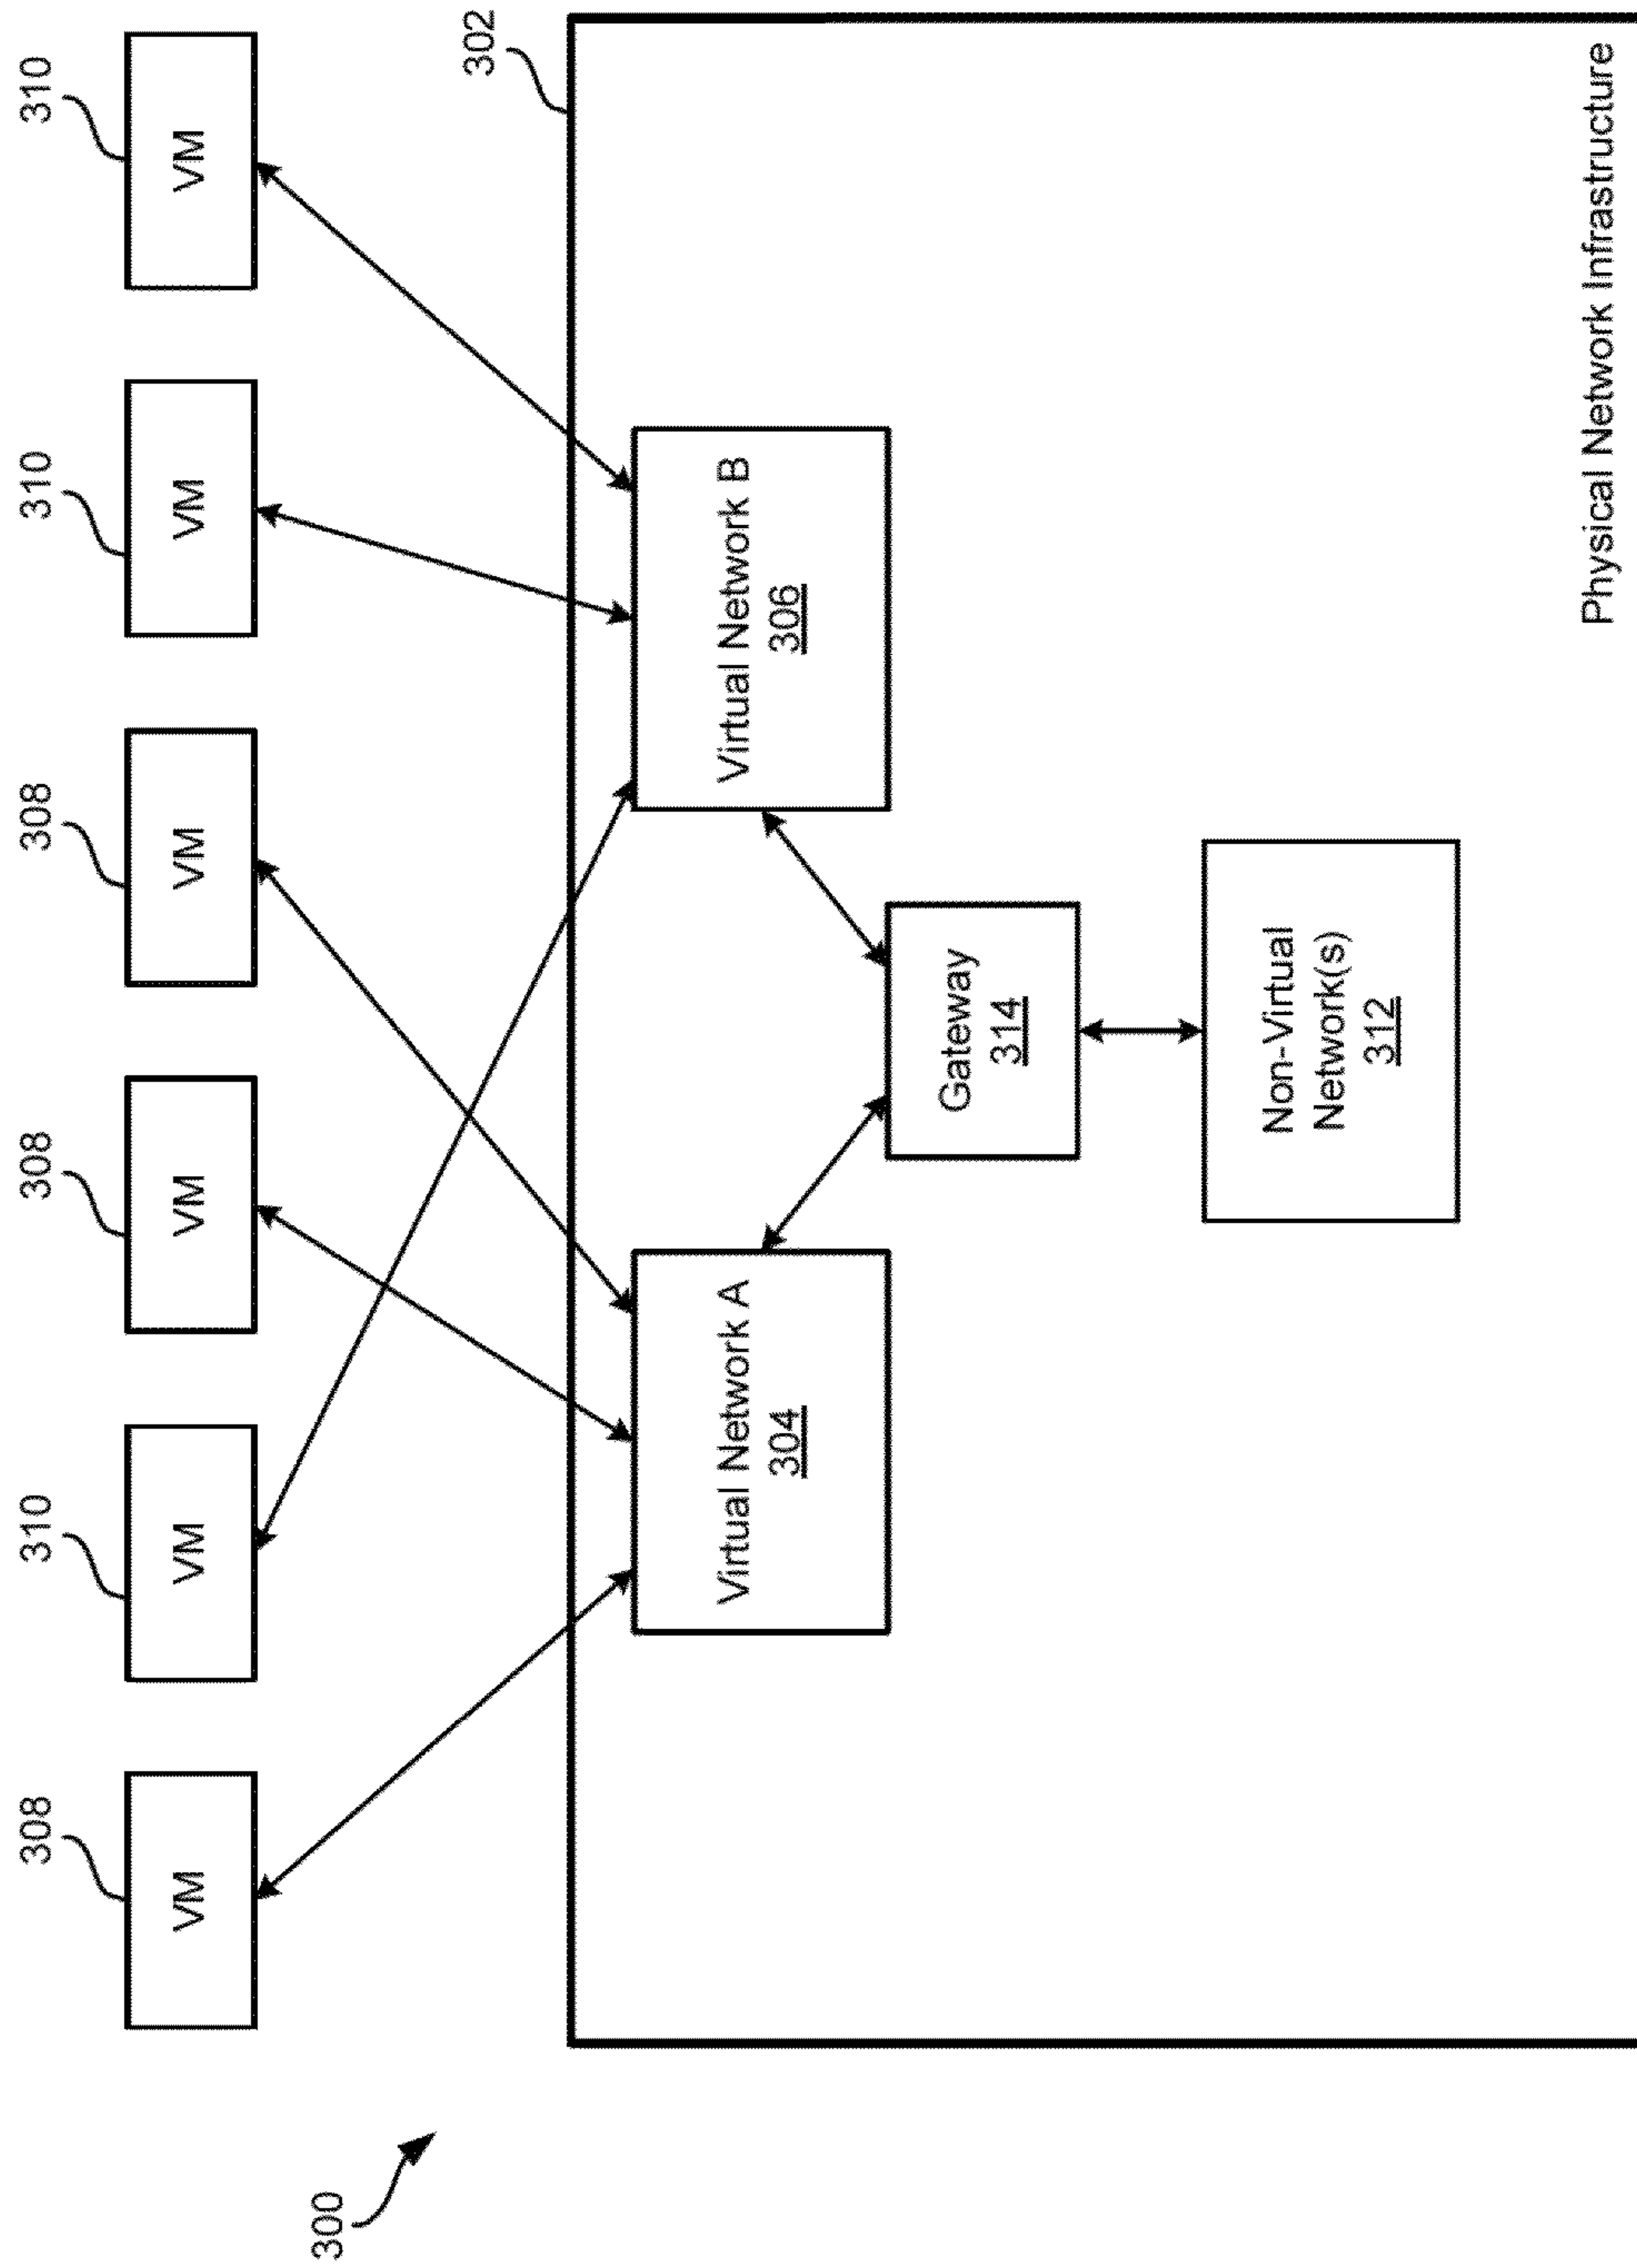 300
308
310
308
308
310
310
VM
VM
VM
VM
VM
VM
302
Virtual Network A
304
Virtual Network B
306
Gateway
314
Non-Virtual
Network(s)
312
Physical Network Infrastructure